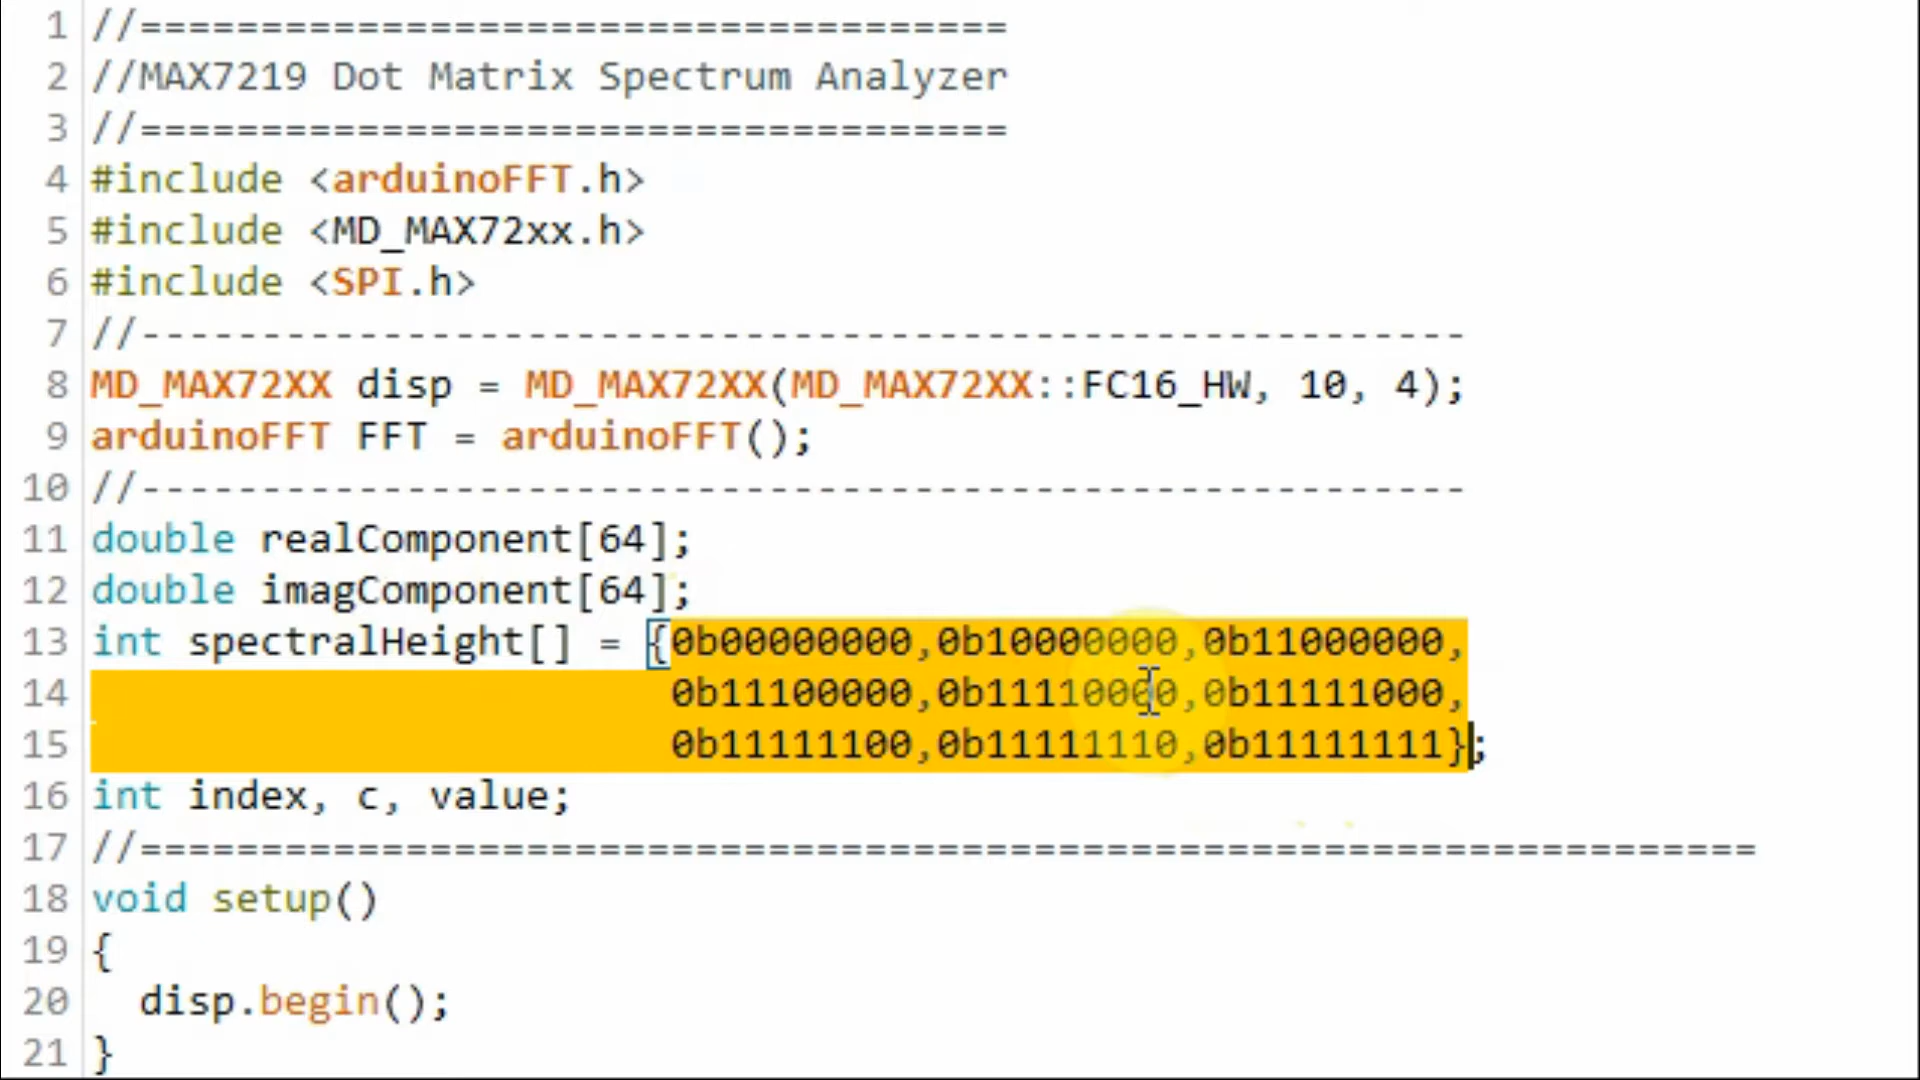 1 //====================================
2 //MAX7219 Dot Matrix Spectrum Analyzer
3 //====================================
4 #include <arduinoFFT.h>
5 #include <MD_MAX72xx.h>
6 #include <SPI.h>
7 //-------------------------------------------------------
8 MD_MAX72XX disp = MD_MAX72XX(MD_MAX72XX::FC16_HW, 10, 4);
9 arduinoFFT FFT = arduinoFFT();
10 //-------------------------------------------------------
11 double realComponent[64];
12 double imagComponent[64];
13 int spectralHeight[] = {0b00000000,0b10000000,0b11000000,
14                         0b11100000,0b11110000,0b11111000,
15                         0b11111100,0b11111110,0b11111111};
16 int index, c, value;
17 //===================================================================
18 void setup()
19 {
20   disp.begin();
21 }